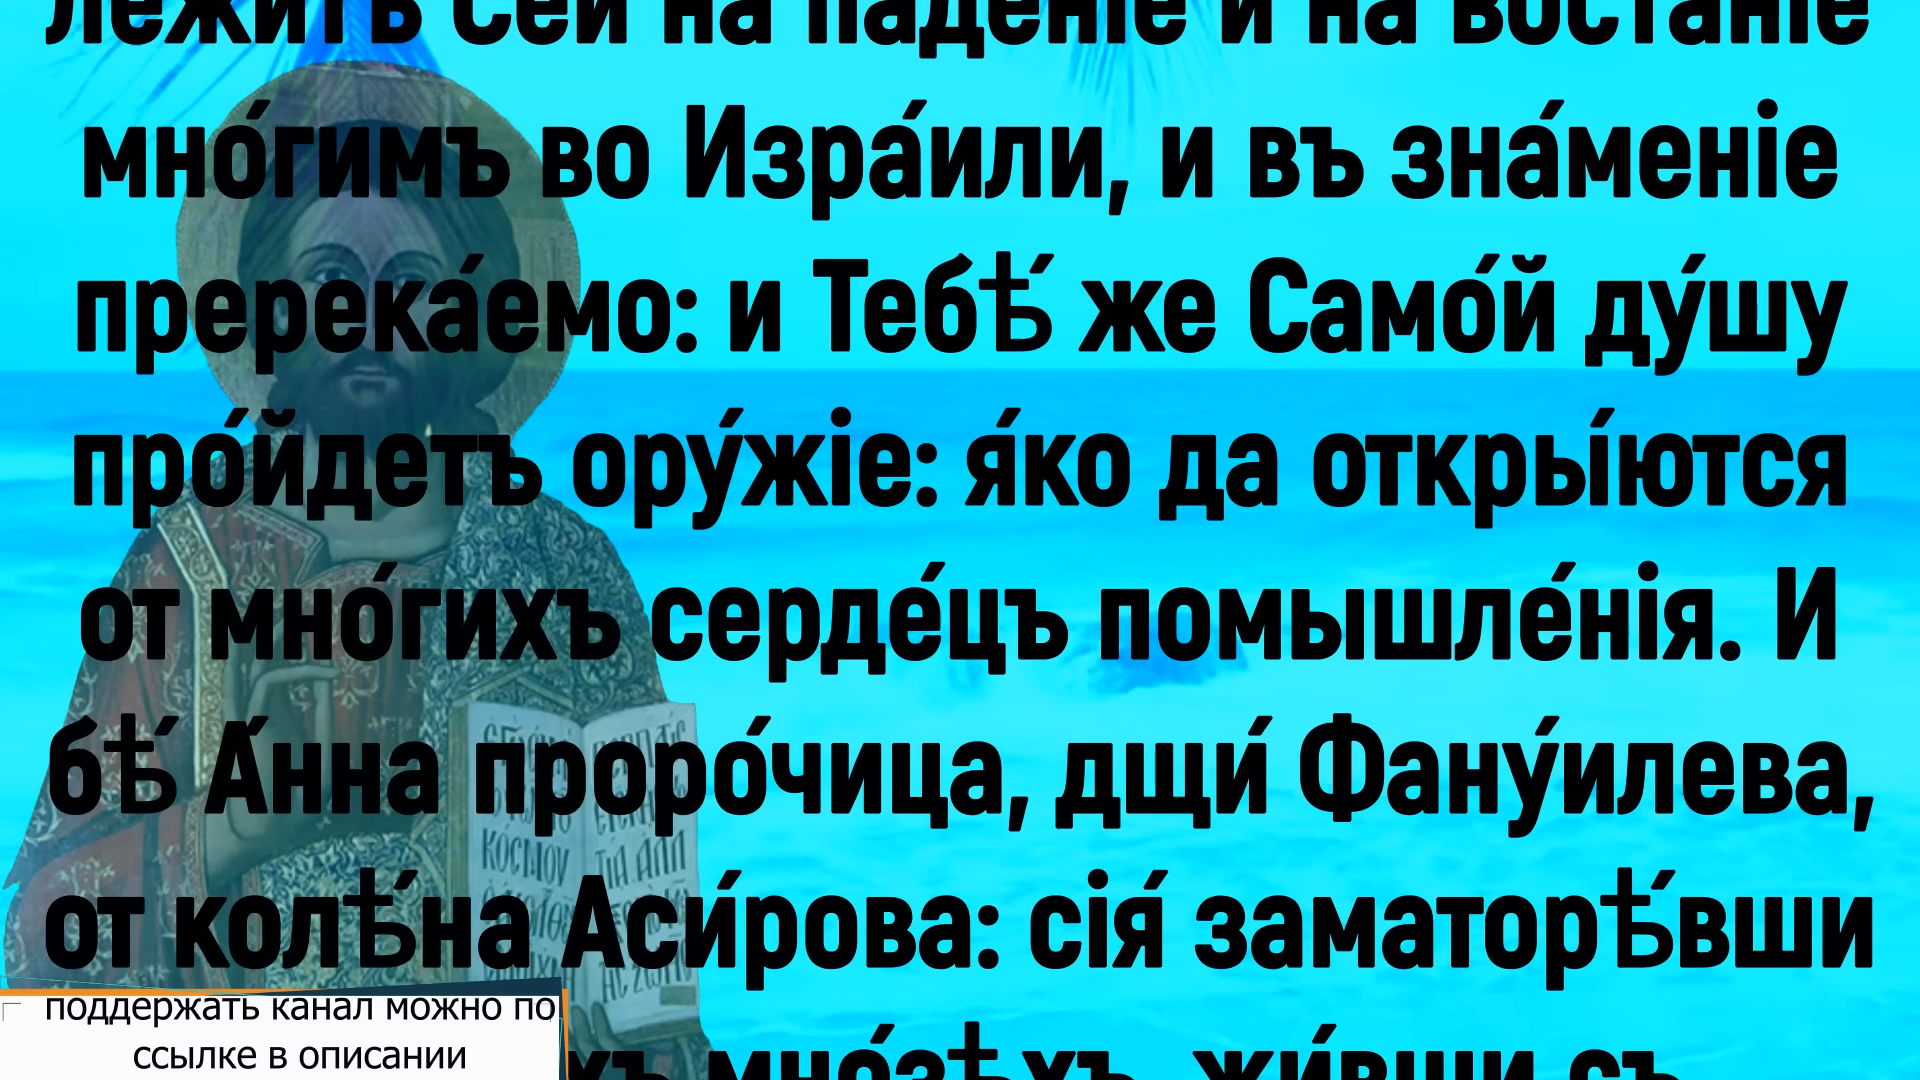 лежитъ Сей на паденіе и на востаніе
мно́гимъ во Изра́или, и въ зна́меніе
пререка́емо: и Тебѣ́ же Само́й ду́шу
про́йдетъ ору́жіе: я́ко да откры́ются
от мно́гихъ серде́цъ помышле́нія. И
бѣ́ А́нна проро́чица, дщи́ Фану́илева,
от колѣ́на Аси́рова: сія́ заматорѣ́вши
хъ мно́зѣхъ, жи́вши съ
поддержать канал можно по
ссылке в описании